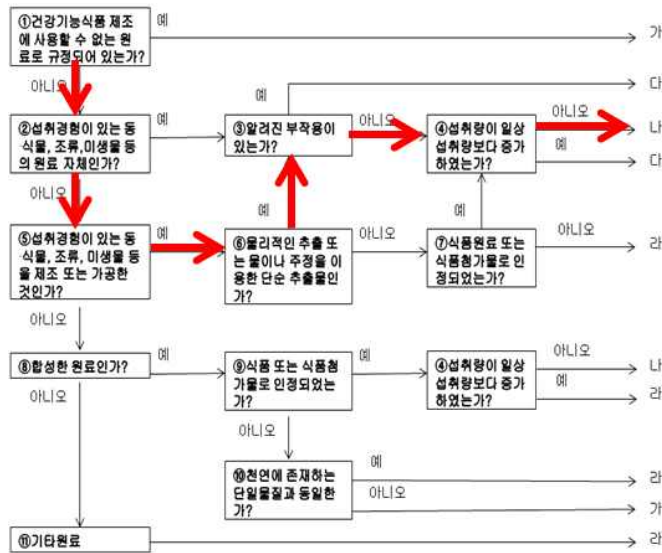 ①건강기능식품 제조
에 사용할 수 없는 원
료로 규정되어 있는가?
예
가
아니오
예
다
②섭취경험이 있는 동
식물, 조류,미생물 등
의 원료 자체인가?
예
③알려진 부작용이
있는가?
아니오
④섭취량이 일상
섭취량보다 증가
하였는가?
아니오
나
예
다
아니오
예
예
⑤섭취경험이 있는 동
식물, 조류, 미생물 등
을 제조 또는 가공한
것인가?
예
⑥물리적인 추출 또
는 물이나 주정을 이
용한 단순 추출물인
가?
아니오
⑦식품원료 또는
식품첨가물로 인
정되었는가?
아니오
라
아니오
⑧합성한 원료인가?
예
⑨식품 또는 식품첨
가물로 인정되었는
가?
예
④섭취량이 일상
섭취량보다 증가
하였는가?
아니오
나
예
라
아니오
아니오
⑩천연에 존재하는
단일물질과 동일한
가?
예
라
아니오
가
⑪기타원료
라